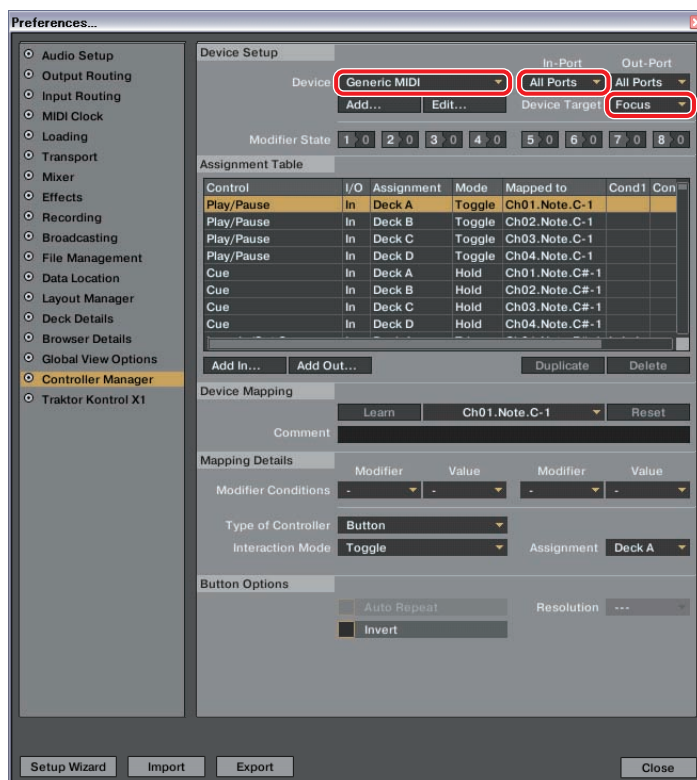 Preferences...
Audio Setup
Output Routing
Input Routing
MIDI Clock
Loading
Transport
Mixer
Effects
Recording
Broadcasting
File Management
Data Location
Layout Manager
Deck Details
Browser Details
Global View Options
Controller Manager
Traktor Kontrol X1
Device Setup
In-Port Out-Port
Device Generic MIDI All Ports All Ports
Add... Edit... Device Target Focus
Modifier State 1 0 2 0 3 0 4 0 5 0 6 0 7 0 8 0
Assignment Table
Control I/O Assignment Mode Mapped to Cond1 Con
Play/Pause In Deck A Toggle Ch01.Note.C-1
Play/Pause In Deck B Toggle Ch02.Note.C-1
Play/Pause In Deck C Toggle Ch03.Note.C-1
Play/Pause In Deck D Toggle Ch04.Note.C-1
Cue In Deck A Hold Ch01.Note.C#-1
Cue In Deck B Hold Ch02.Note.C#-1
Cue In Deck C Hold Ch03.Note.C#-1
Cue In Deck D Hold Ch04.Note.C#-1
Add In... Add Out... Duplicate Delete
Device Mapping
Learn Ch01.Note.C-1 Reset
Comment
Mapping Details
Modifier Value Modifier Value
Modifier Conditions - - - -
Type of Controller Button
Interaction Mode Toggle Assignment Deck A
Button Options
Auto Repeat Resolution ---
Invert
Setup Wizard Import Export Close